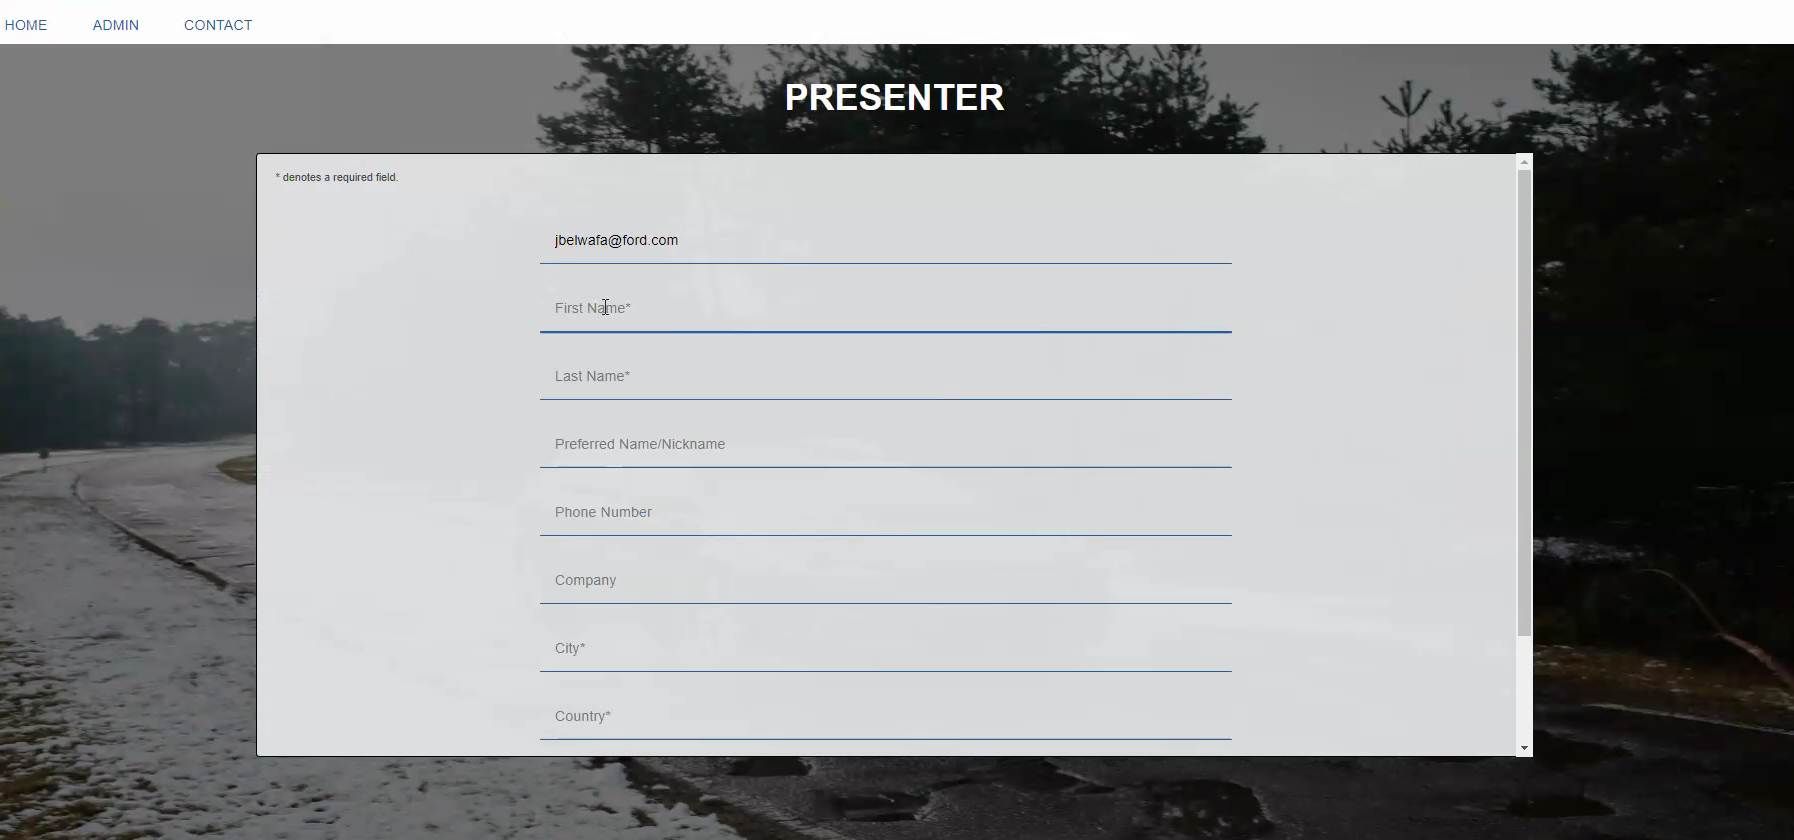 HOME ADMIN CONTACT
PRESENTER
* denotes a required field.
jbelwafa@ford.com
First Name*
Last Name*
Preferred Name/Nickname
Phone Number
Company
City*
Country*